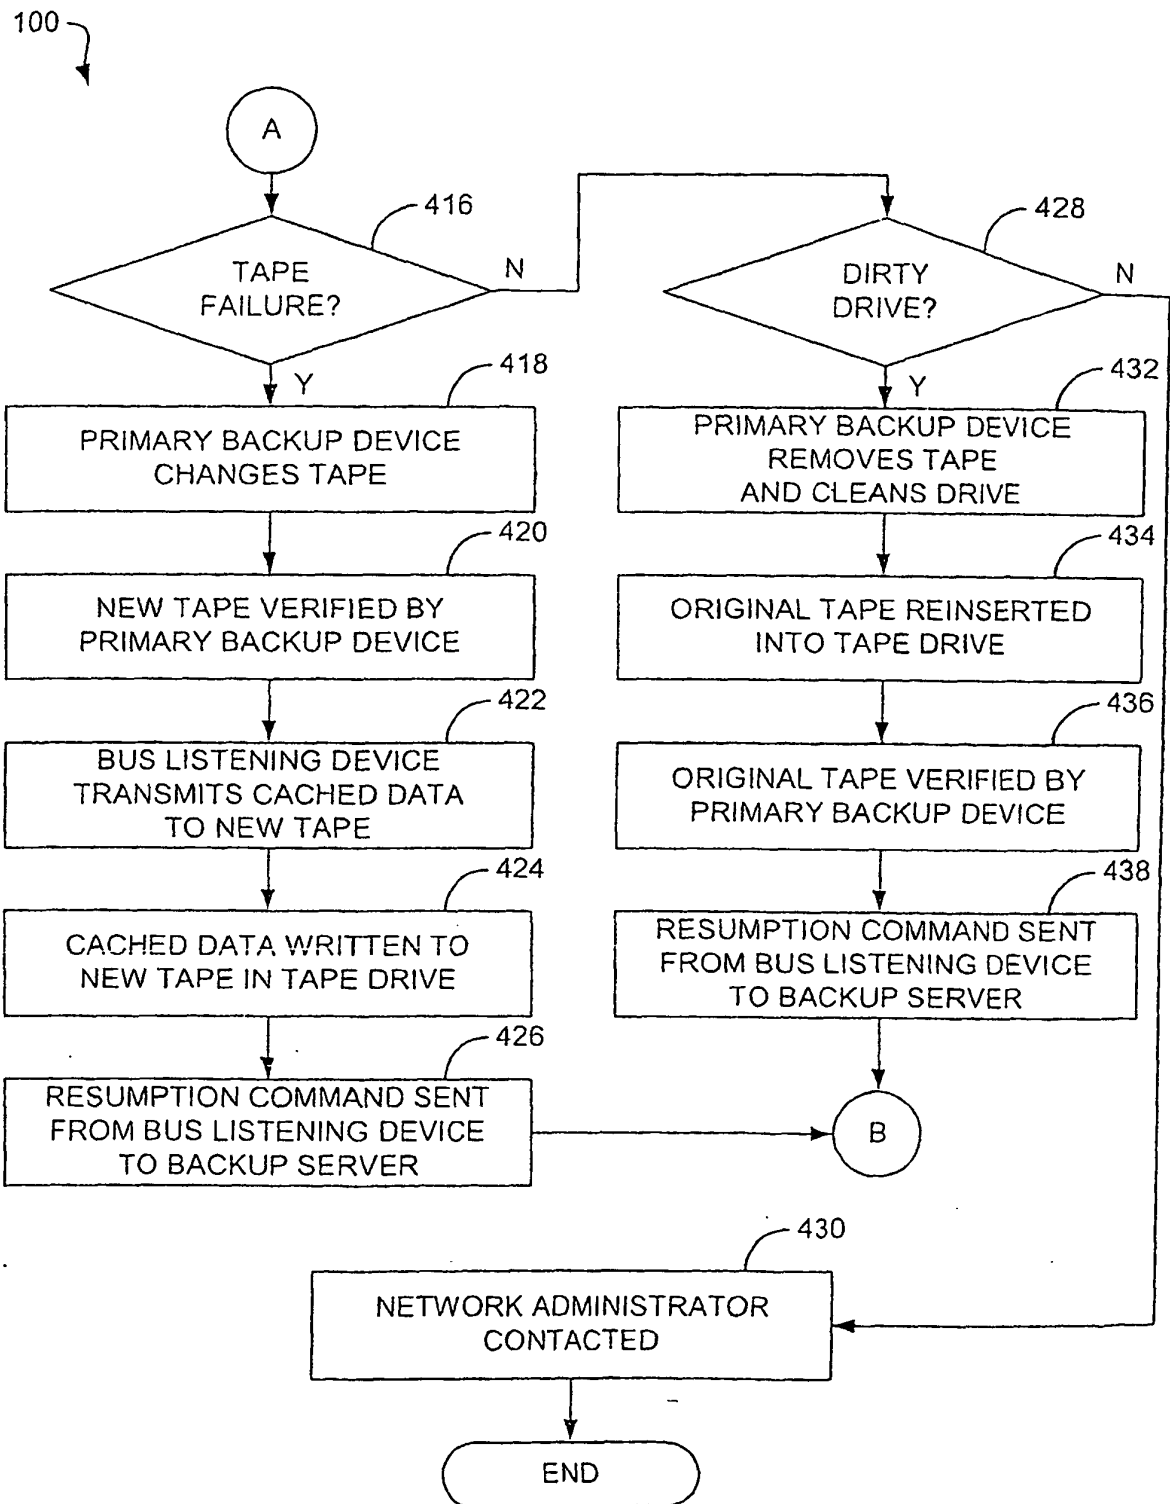 100
A
416
TAPE
FAILURE?
N
Y
428
DIRTY
DRIVE?
N
Y
418
PRIMARY BACKUP DEVICE
CHANGES TAPE
420
NEW TAPE VERIFIED BY
PRIMARY BACKUP DEVICE
422
BUS LISTENING DEVICE
TRANSMITS CACHED DATA
TO NEW TAPE
424
CACHED DATA WRITTEN TO
NEW TAPE IN TAPE DRIVE
426
RESUMPTION COMMAND SENT
FROM BUS LISTENING DEVICE
TO BACKUP SERVER
432
PRIMARY BACKUP DEVICE
REMOVES TAPE
AND CLEANS DRIVE
434
ORIGINAL TAPE REINSERTED
INTO TAPE DRIVE
436
ORIGINAL TAPE VERIFIED BY
PRIMARY BACKUP DEVICE
438
RESUMPTION COMMAND SENT
FROM BUS LISTENING DEVICE
TO BACKUP SERVER
B
430
NETWORK ADMINISTRATOR
CONTACTED
END